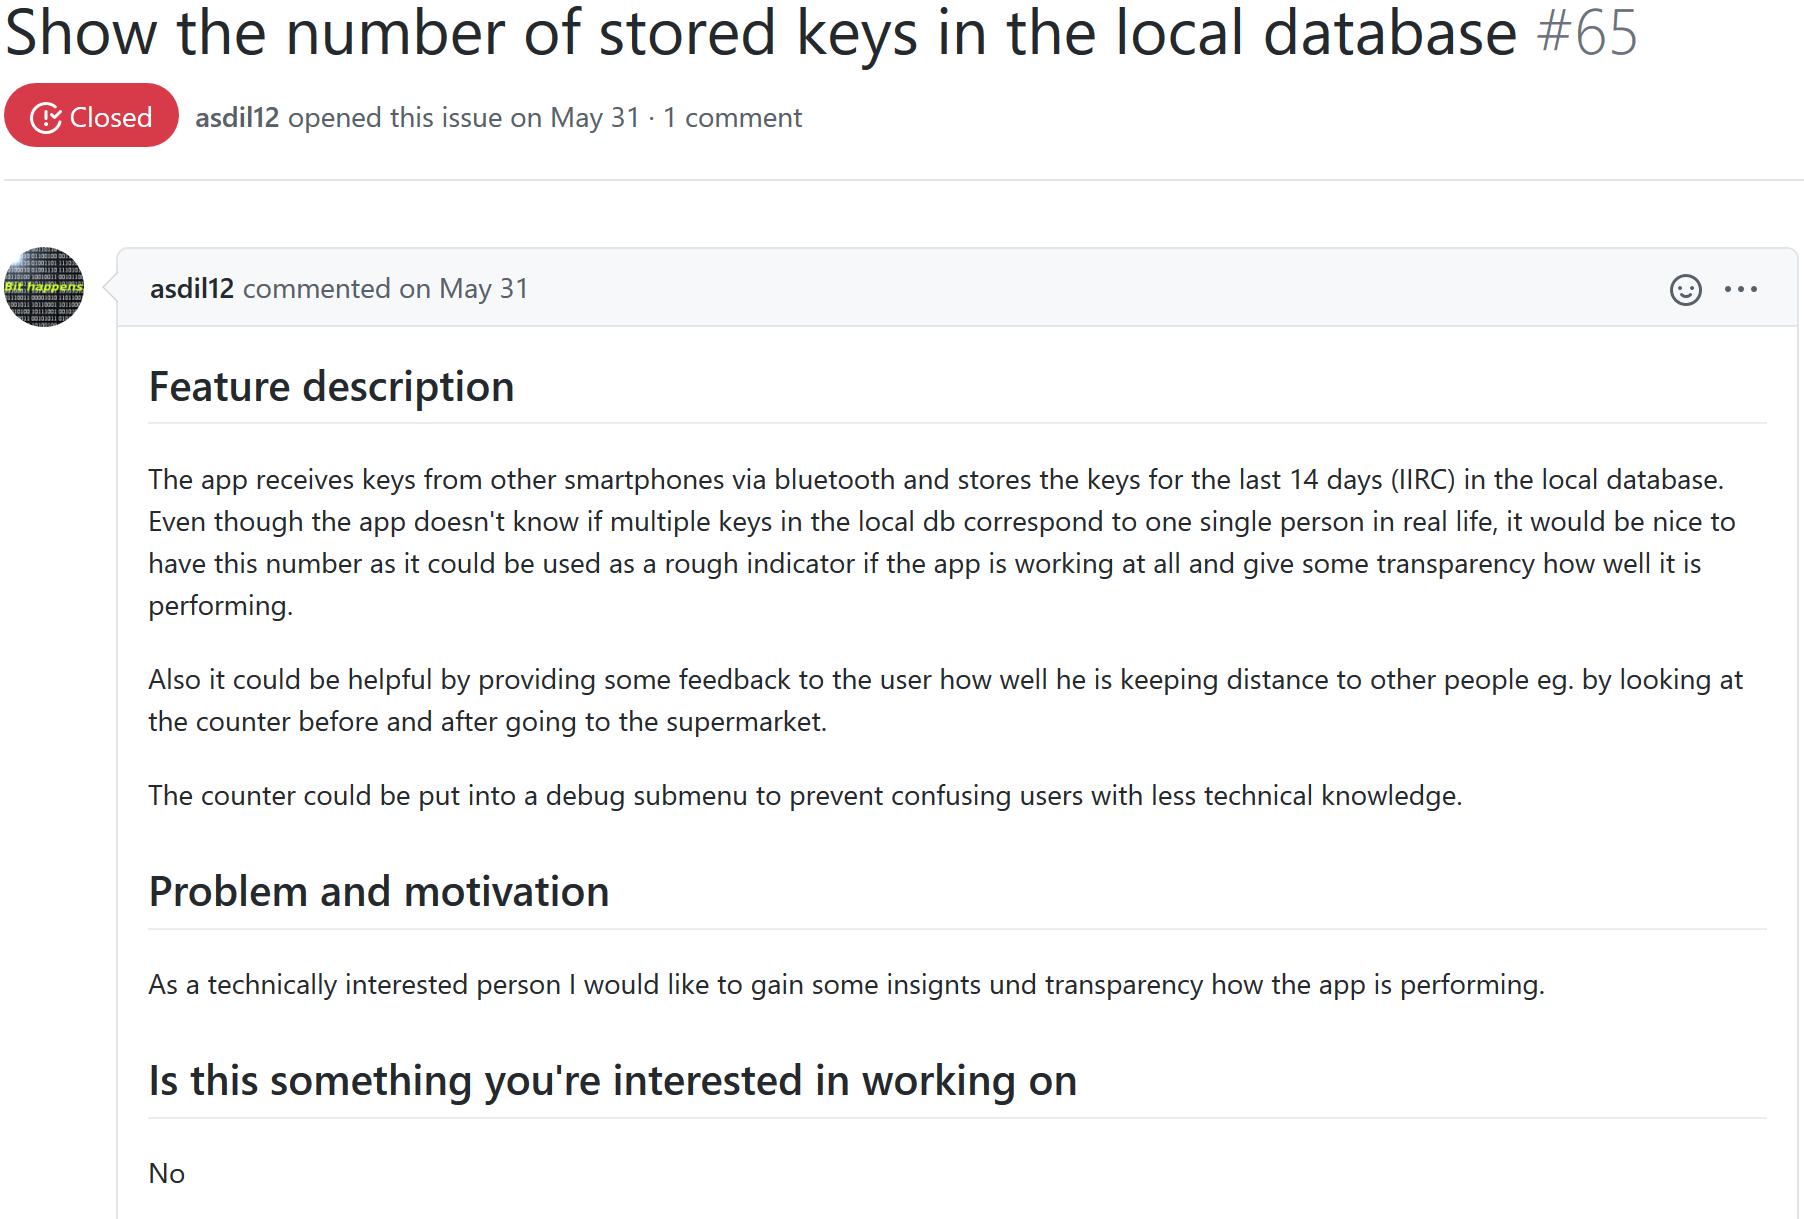 Show the number of stored keys in the local database #65
Closed
asdil12 opened this issue on May 31 · 1 comment
Bit happens
asdil12 commented on May 31
Feature description
The app receives keys from other smartphones via bluetooth and stores the keys for the last 14 days (IIRC) in the local database.
Even though the app doesn't know if multiple keys in the local db correspond to one single person in real life, it would be nice to
have this number as it could be used as a rough indicator if the app is working at all and give some transparency how well it is
performing.
Also it could be helpful by providing some feedback to the user how well he is keeping distance to other people eg. by looking at
the counter before and after going to the supermarket.
The counter could be put into a debug submenu to prevent confusing users with less technical knowledge.
Problem and motivation
As a technically interested person I would like to gain some insignts und transparency how the app is performing.
Is this something you're interested in working on
No